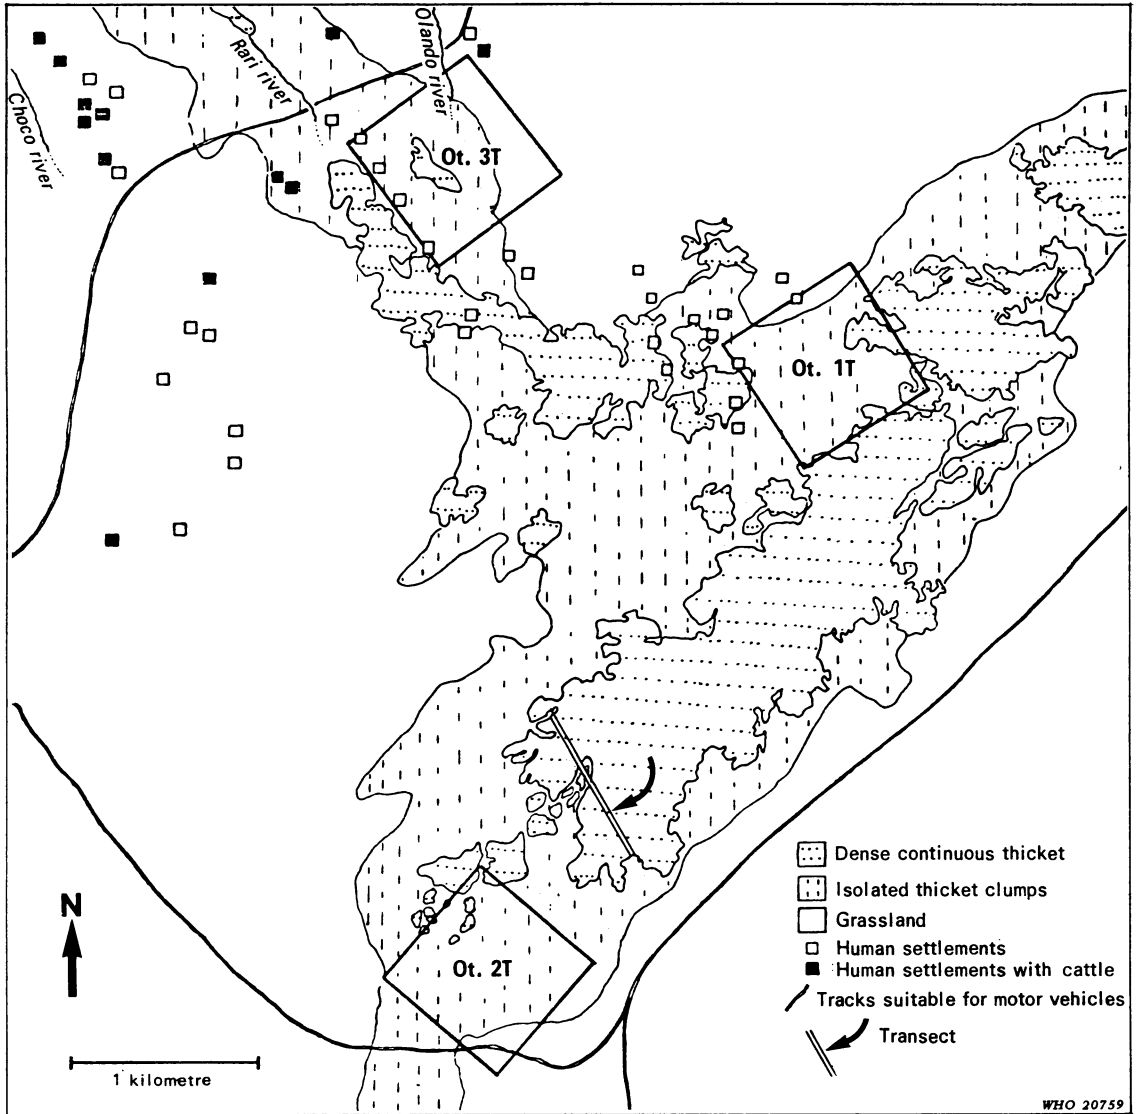 Olando river
Rari river
Choco river
Ot. 3T
Ot. 1T
Ot. 2T
N
1 kilometre
Dense continuous thicket
Isolated thicket clumps
Grassland
Human settlements
Human settlements with cattle
Tracks suitable for motor vehicles
Transect
WHO 20759